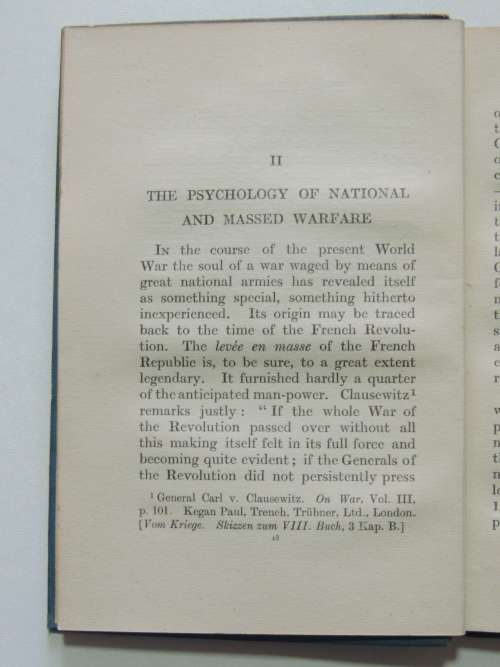 II
THE PSYCHOLOGY OF NATIONAL
AND MASSED WARFARE
IN the course of the present World
War the soul of a war waged by means of
great national armies has revealed itself
as something special, something hitherto
inexperienced. Its origin may be traced
back to the time of the French Revolu-
tion. The levée en masse of the French
Republic is, to be sure, to a great extent
legendary. It furnished hardly a quarter
of the anticipated man-power. Clausewitz¹
remarks justly: "If the whole War of
the Revolution passed over without all
this making itself felt in its full force and
becoming quite evident; if the Generals of
the Revolution did not persistently press
¹ General Carl v. Clausewitz. On War, Vol. III,
p. 101. Kegan Paul, Trench, Trübner, Ltd., London.
[Vom Kriege. Skizzen zum VIII. Buch, 3 Kap. B.]